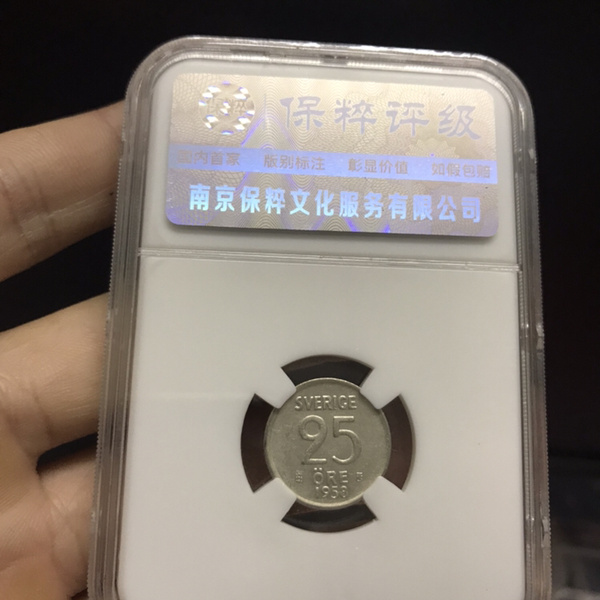 保粹评级
国内首家 版别标注 彰显价值 如假包赔
南京保粹文化服务有限公司
SVERIGE
25
ÖRE